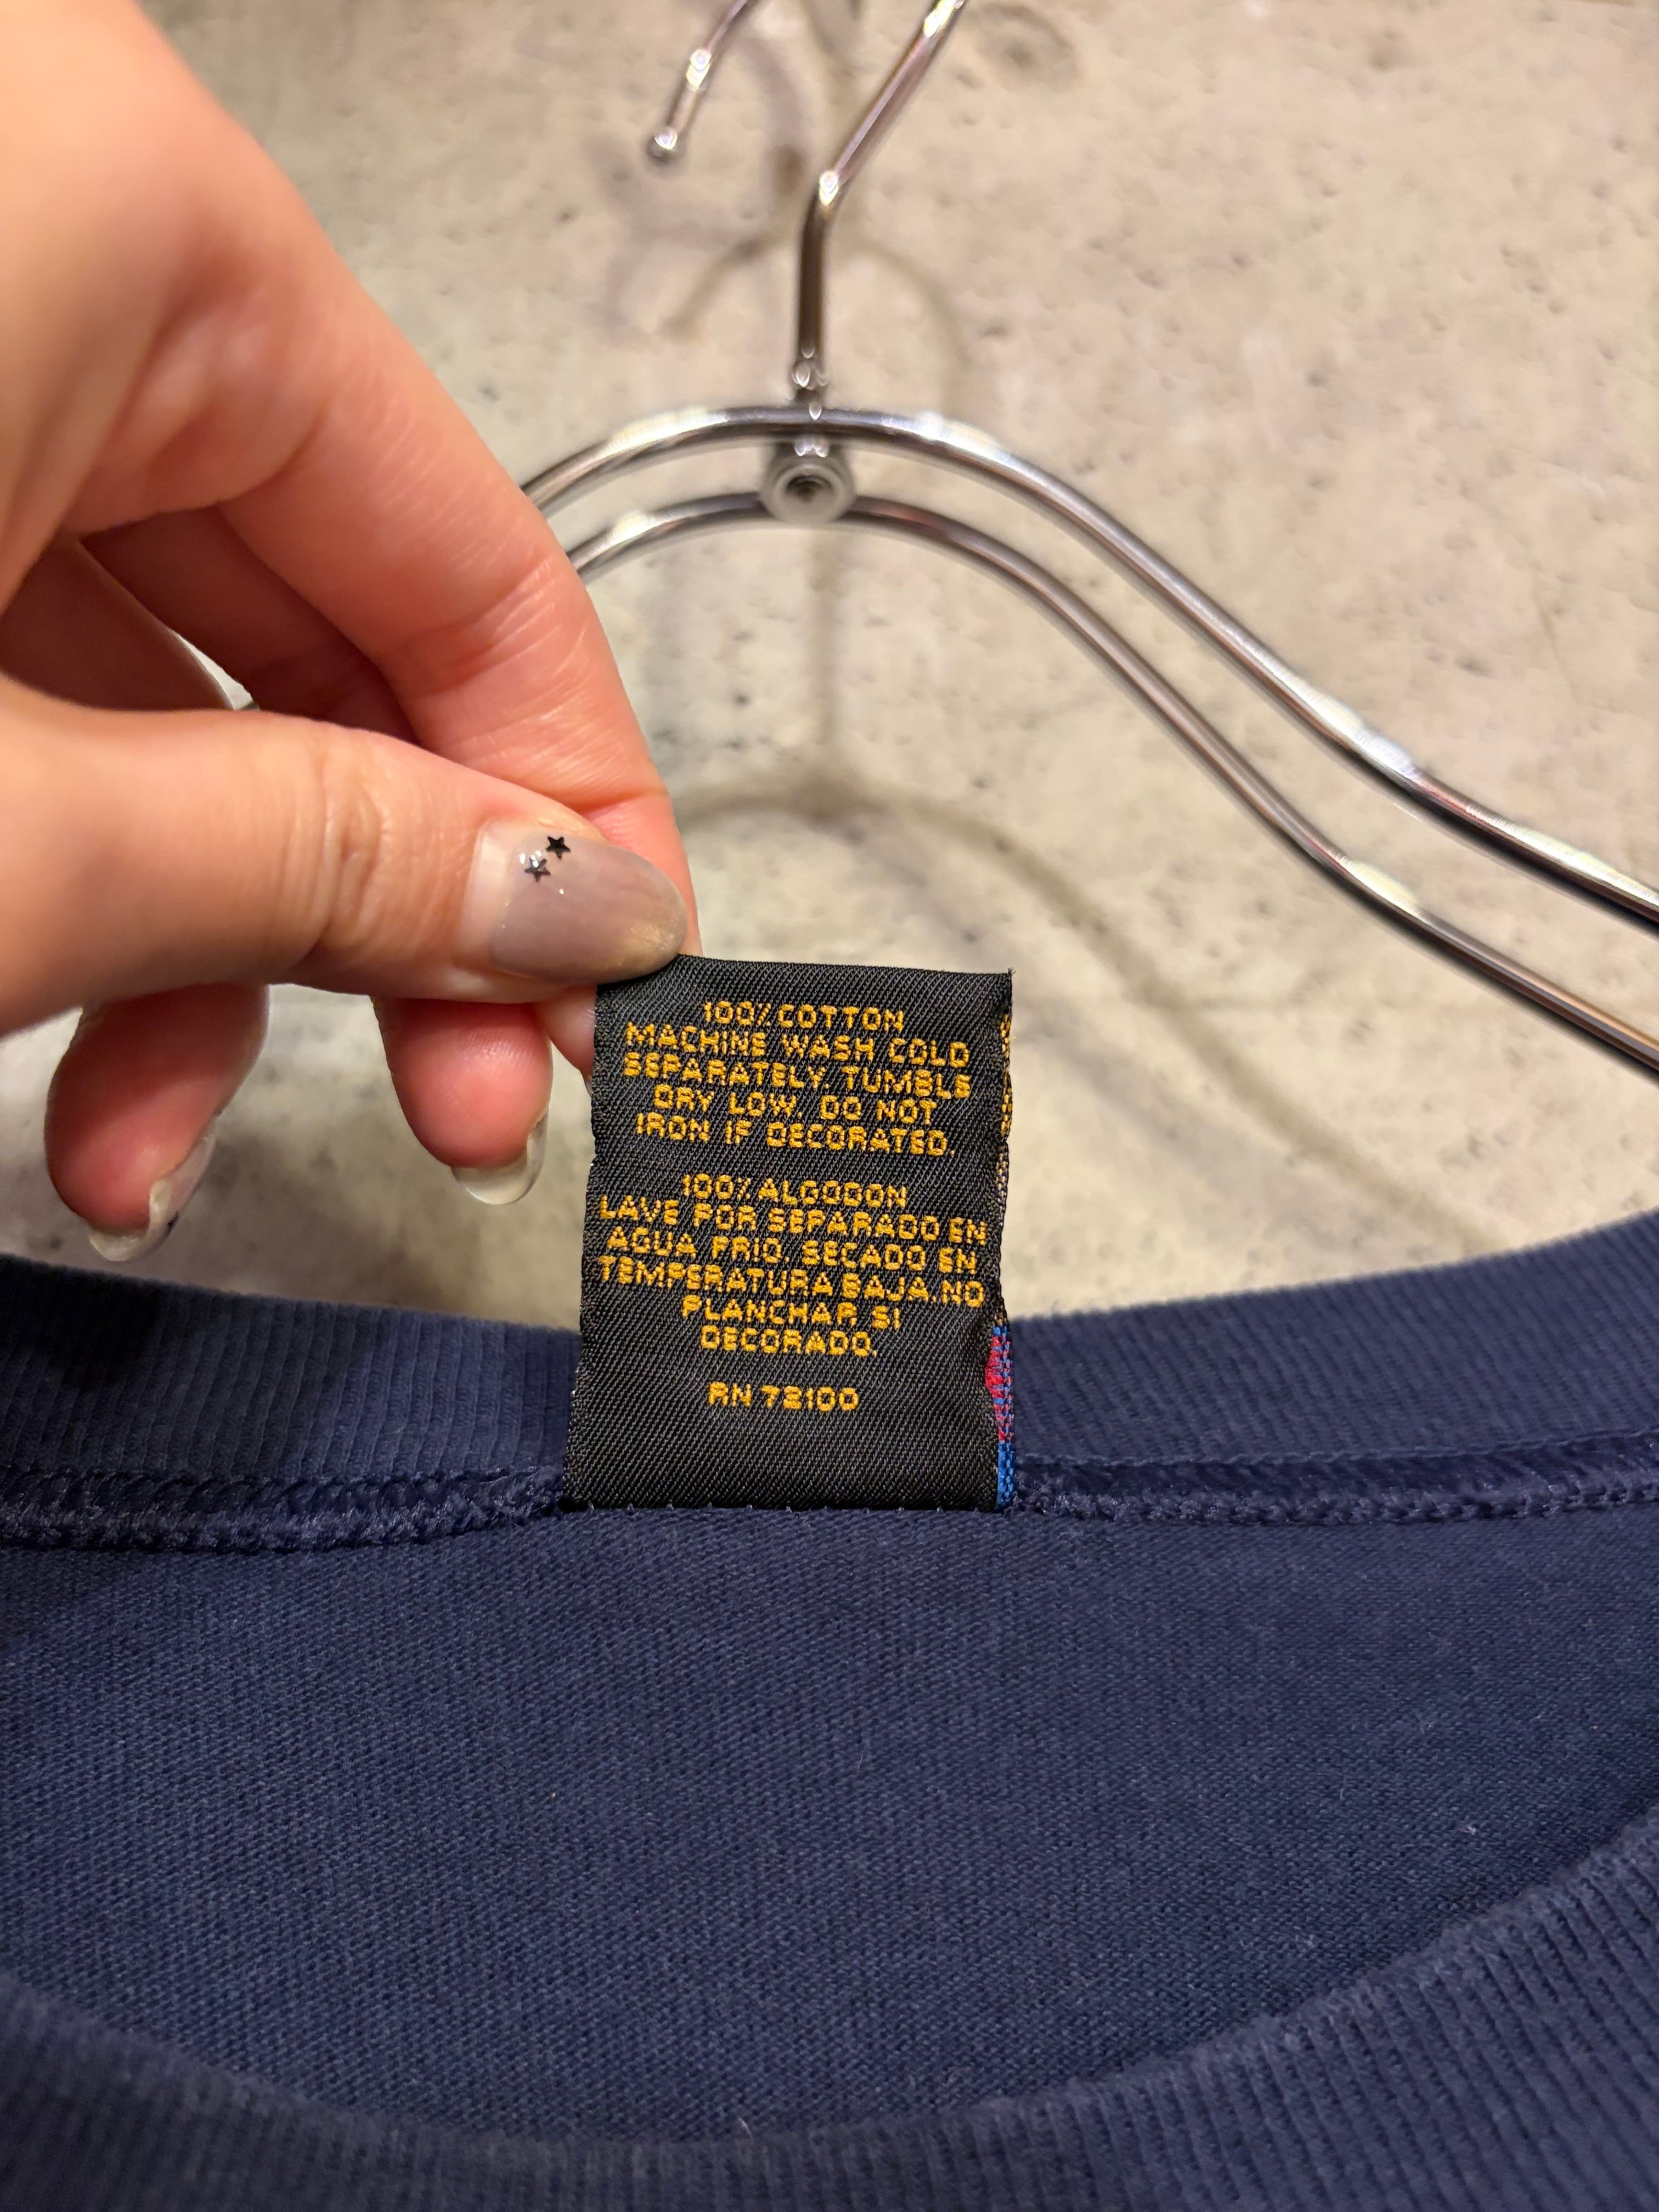 100% COTTON
MACHINE WASH COLD
SEPARATELY TUMBLE
DRY LOW. DO NOT
IRON IF DECORATED.
100% ALGODON
LAVE POR SEPARADO EN
AGUA FRIO. SECADO EN
TEMPERATURA BAJA. NO
PLANCHAR SI
DECORADO.
RN 73100